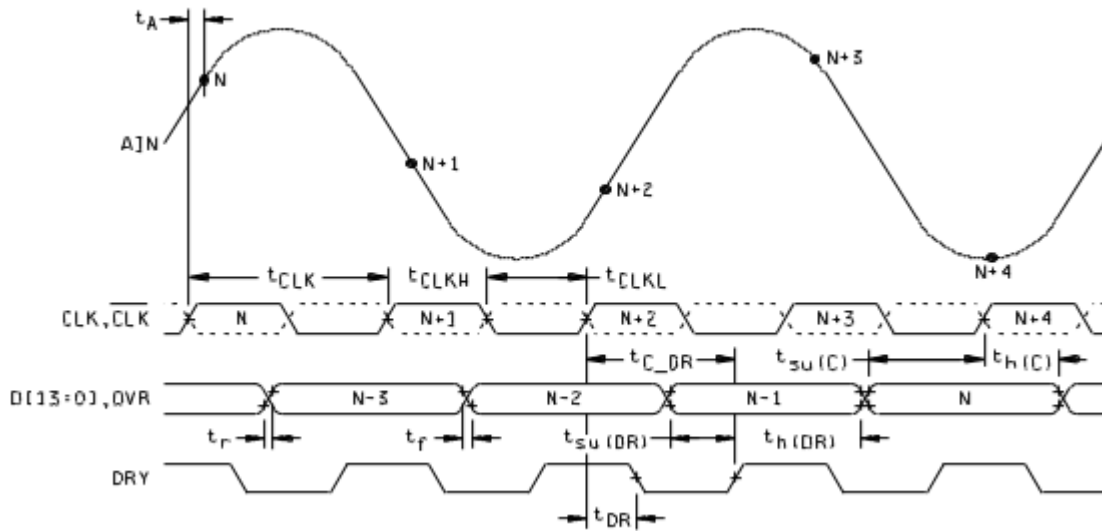 tA
N
N+3
AIN
N+1
N+2
N+4
tCLK tCLKH tCLKL
CLK,CLK N N+1 N+2 N+3 N+4
tC_DR tsu(C) th(C)
D[13:0],OVR N-3 N-2 N-1 N
tr tf tsu(DR) th(DR)
DRY
tDR